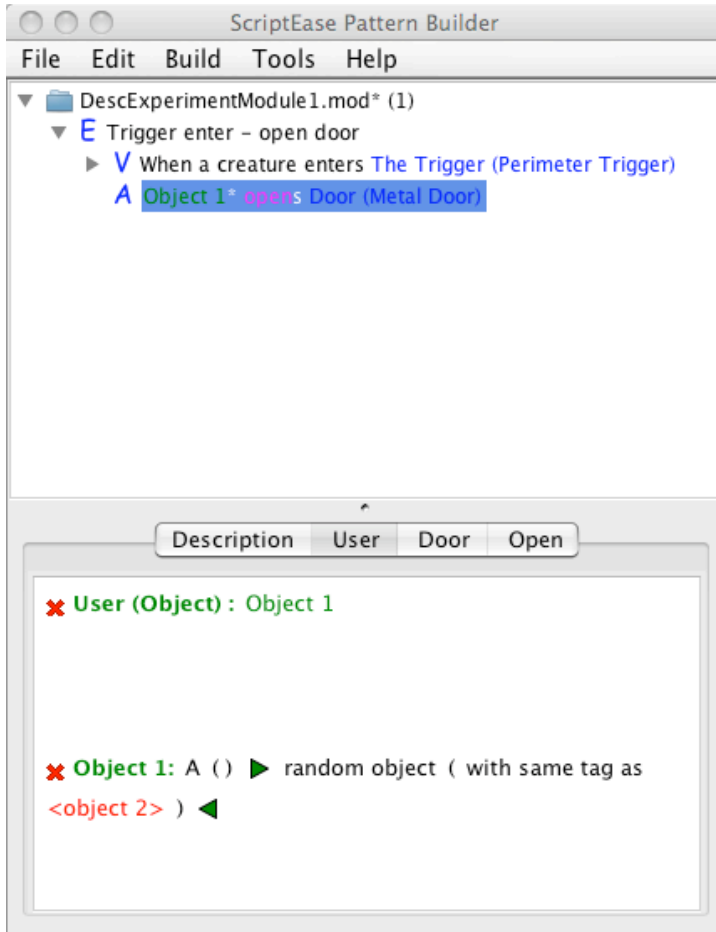 ScriptEase Pattern Builder
File Edit Build Tools Help
DescExperimentModule1.mod* (1)
E Trigger enter – open door
V When a creature enters The Trigger (Perimeter Trigger)
A Object 1* opens Door (Metal Door)
Description User Door Open
User (Object) : Object 1
Object 1: A () random object ( with same tag as
<object 2> )